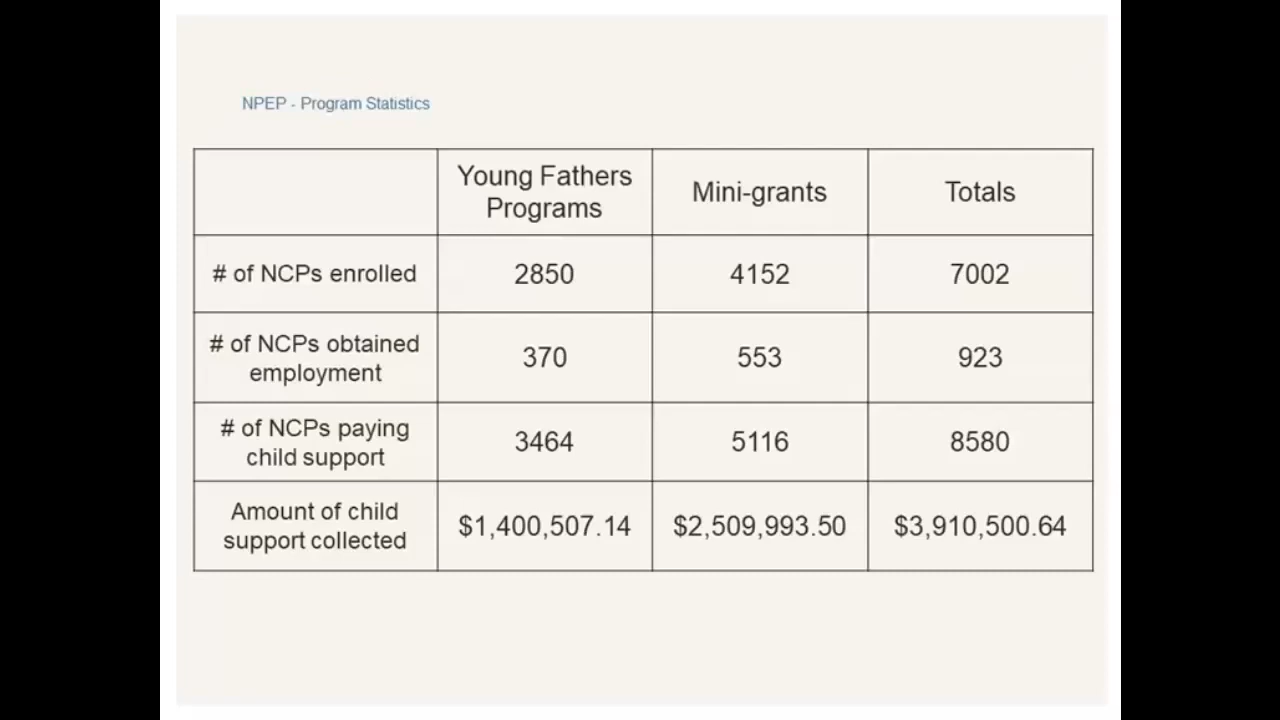 NPEP - Program Statistics
Young Fathers
Programs
Mini-grants
Totals
# of NCPs enrolled
2850
4152
7002
# of NCPs obtained
employment
370
553
923
# of NCPs paying
child support
3464
5116
8580
Amount of child
support collected
$1,400,507.14
$2,509,993.50
$3,910,500.64